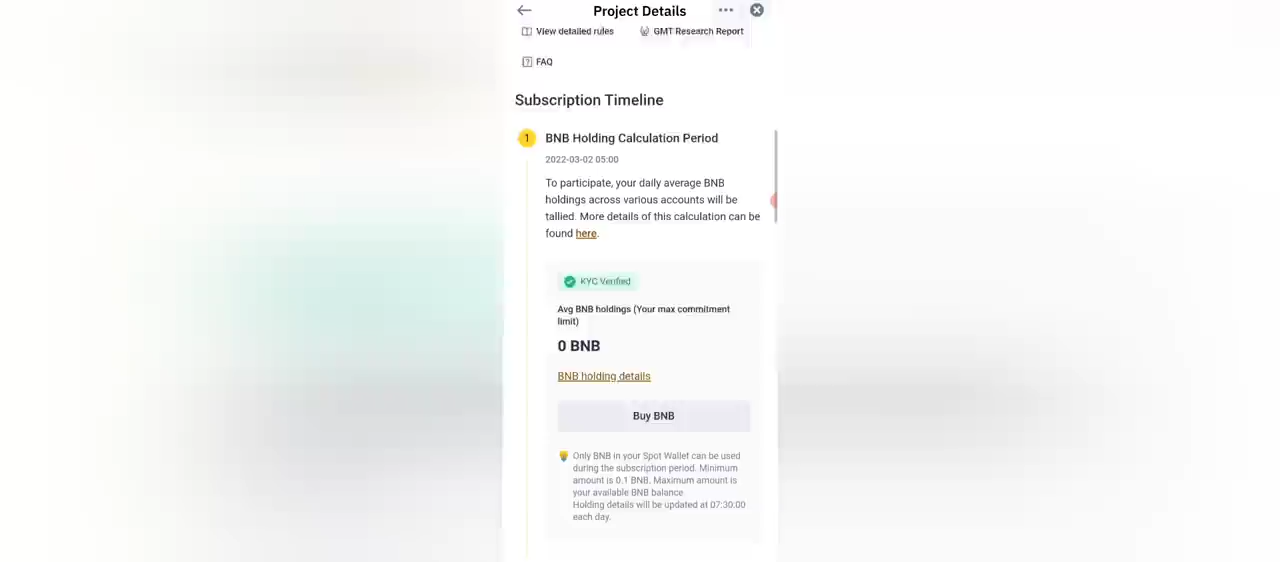 Project Details
View detailed rules GMT Research Report
FAQ
Subscription Timeline
1 BNB Holding Calculation Period
2022-03-02 05:00
To participate, your daily average BNB
holdings across various accounts will be
tallied. More details of this calculation can be
found here.
KYC Verified
Avg BNB holdings (Your max commitment
limit)
0 BNB
BNB holding details
Buy BNB
Only BNB in your Spot Wallet can be used
during the subscription period. Minimum
amount is 0.1 BNB. Maximum amount is
your available BNB balance.
Holding details will be updated at 07:30:00
each day.